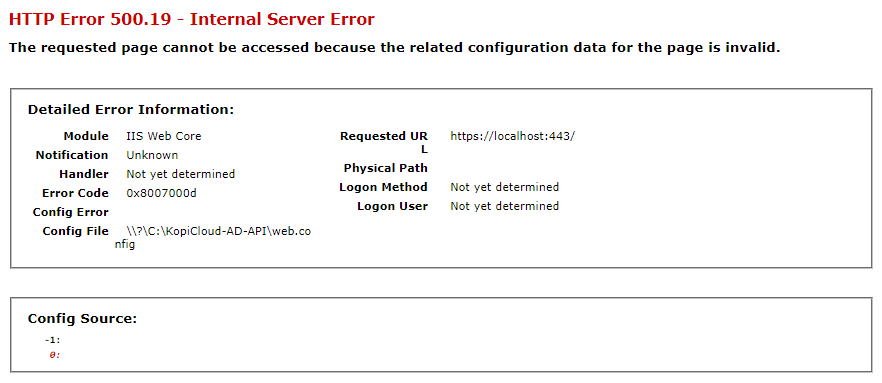 HTTP Error 500.19 - Internal Server Error
The requested page cannot be accessed because the related configuration data for the page is invalid.
Detailed Error Information:
Module IIS Web Core
Notification Unknown
Handler Not yet determined
Error Code 0x8007000d
Config Error
Config File \\?\C:\KopiCloud-AD-API\web.co
nfig
Requested UR
L https://localhost:443/
Physical Path
Logon Method Not yet determined
Logon User Not yet determined
Config Source:
-1:
0: